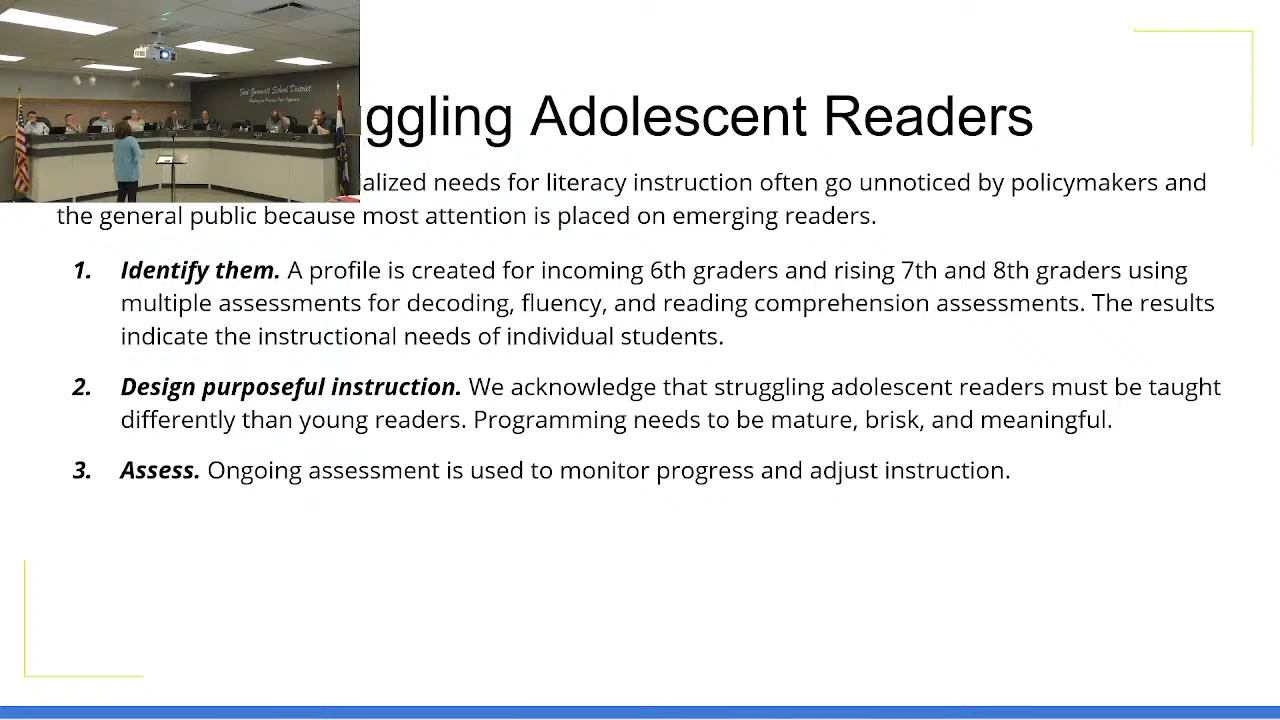 Fort Zumwalt School District
ggling Adolescent Readers
alized needs for literacy instruction often go unnoticed by policymakers and
the general public because most attention is placed on emerging readers.
1. Identify them. A profile is created for incoming 6th graders and rising 7th and 8th graders using
multiple assessments for decoding, fluency, and reading comprehension assessments. The results
indicate the instructional needs of individual students.
2. Design purposeful instruction. We acknowledge that struggling adolescent readers must be taught
differently than young readers. Programming needs to be mature, brisk, and meaningful.
3. Assess. Ongoing assessment is used to monitor progress and adjust instruction.